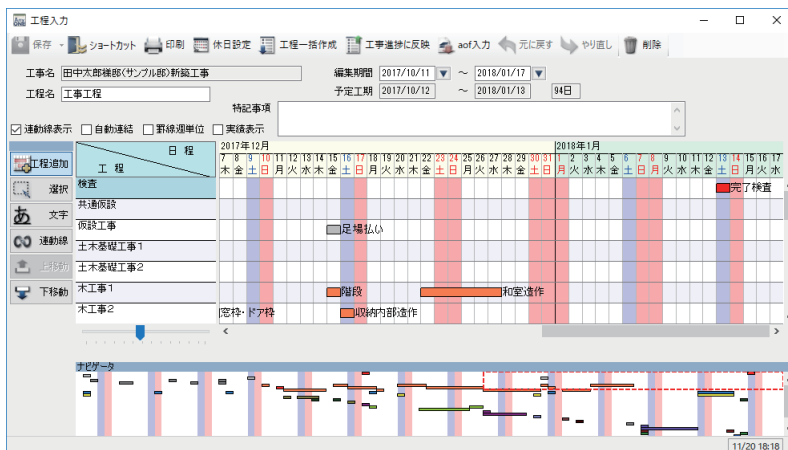 工程入力
保存 ショートカット 印刷 休日設定 工程一括作成 工事進捗に反映 aof入力 元に戻す やり直し 削除
工事名 田中太郎様邸(サンプル邸)新築工事 編集期間 2017/10/11 ～ 2018/01/17
工程名 工事工程 予定工期 2017/10/12 ～ 2018/01/13 94日
特記事項
連動線表示 自動連結 罫線週単位 実績表示
日 程 2017年12月 2018年1月
7 8 9 10 11 12 13 14 15 16 17 18 19 20 21 22 23 24 25 26 27 28 29 30 31 1 2 3 4 5 6 7 8 9 10 11 12 13 14 15 16 17
工 程 木 金 土 日 月 火 水 木 金 土 日 月 火 水 木 金 土 日 月 火 水 木 金 土 日 月 火 水 木 金 土 日 月 火 水 木 金 土 日 月 火 水
工程追加
選択
あ 文字
連動線
上移動
下移動
検査 完了検査
共通仮設
仮設工事 足場払い
土木基礎工事1
土木基礎工事2
木工事1 階段 和室造作
木工事2 窓枠・ドア枠 収納内部造作
ナビゲータ
11/20 18:18